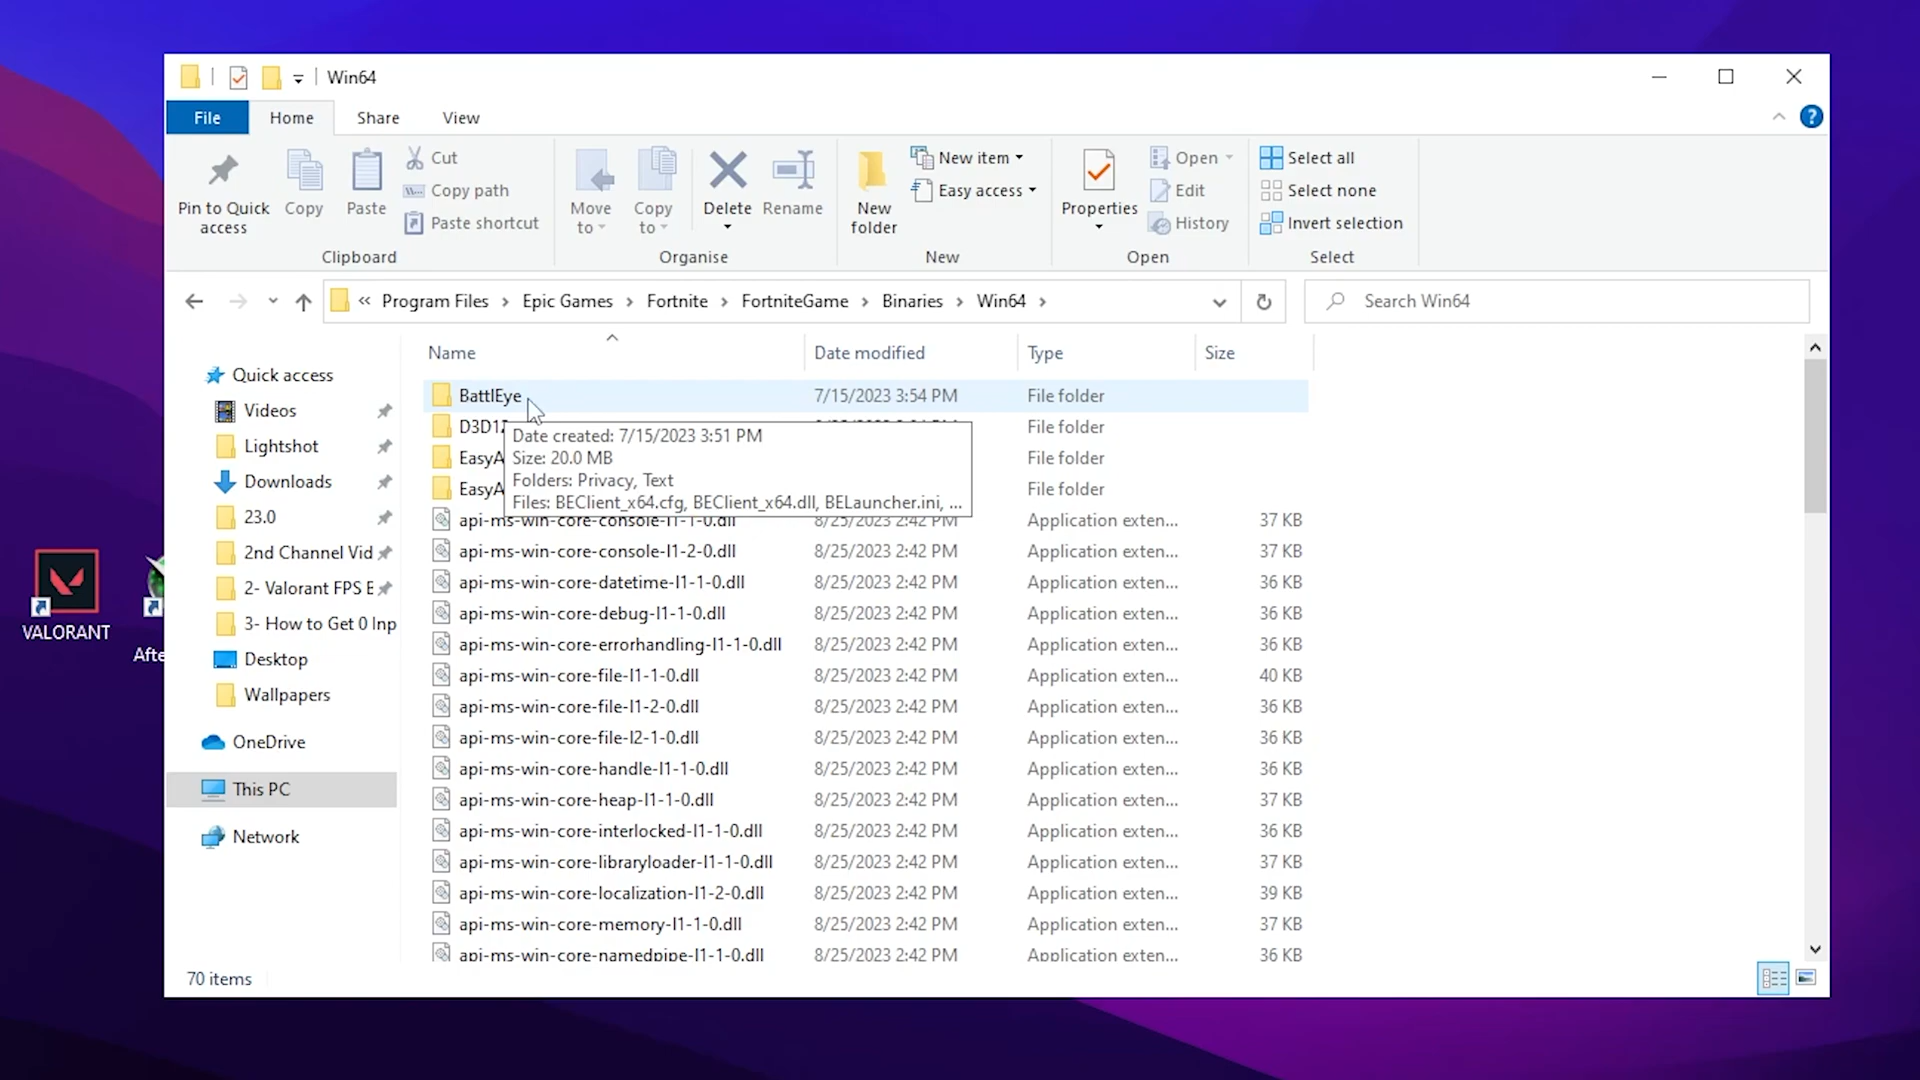 Win64
File Home Share View
Pin to Quick access
Copy
Paste
Cut
Copy path
Paste shortcut
Clipboard
Move to
Copy to
Delete
Rename
Organise
New folder
New item
Easy access
New
Properties
Open
Edit
History
Open
Select all
Select none
Invert selection
Select
« Program Files > Epic Games > Fortnite > FortniteGame > Binaries > Win64 >
Search Win64
Quick access
Videos
Lightshot
Downloads
23.0
2nd Channel Vid
2- Valorant FPS E
3- How to Get 0 Inp
Desktop
Wallpapers
OneDrive
This PC
Network
Name Date modified Type Size
BattlEye 7/15/2023 3:54 PM File folder
D3D12 File folder
EasyA File folder
EasyA File folder
Date created: 7/15/2023 3:51 PM
Size: 20.0 MB
Folders: Privacy, Text
Files: BEClient_x64.cfg, BEClient_x64.dll, BELauncher.ini, ...
api-ms-win-core-console-l1-1-0.dll 8/25/2023 2:42 PM Application exten... 37 KB
api-ms-win-core-console-l1-2-0.dll 8/25/2023 2:42 PM Application exten... 37 KB
api-ms-win-core-datetime-l1-1-0.dll 8/25/2023 2:42 PM Application exten... 36 KB
api-ms-win-core-debug-l1-1-0.dll 8/25/2023 2:42 PM Application exten... 36 KB
api-ms-win-core-errorhandling-l1-1-0.dll 8/25/2023 2:42 PM Application exten... 36 KB
api-ms-win-core-file-l1-1-0.dll 8/25/2023 2:42 PM Application exten... 40 KB
api-ms-win-core-file-l1-2-0.dll 8/25/2023 2:42 PM Application exten... 36 KB
api-ms-win-core-file-l2-1-0.dll 8/25/2023 2:42 PM Application exten... 36 KB
api-ms-win-core-handle-l1-1-0.dll 8/25/2023 2:42 PM Application exten... 36 KB
api-ms-win-core-heap-l1-1-0.dll 8/25/2023 2:42 PM Application exten... 37 KB
api-ms-win-core-interlocked-l1-1-0.dll 8/25/2023 2:42 PM Application exten... 36 KB
api-ms-win-core-libraryloader-l1-1-0.dll 8/25/2023 2:42 PM Application exten... 37 KB
api-ms-win-core-localization-l1-2-0.dll 8/25/2023 2:42 PM Application exten... 39 KB
api-ms-win-core-memory-l1-1-0.dll 8/25/2023 2:42 PM Application exten... 37 KB
api-ms-win-core-namedpipe-l1-1-0.dll 8/25/2023 2:42 PM Application exten... 36 KB
70 items
VALORANT
Afte